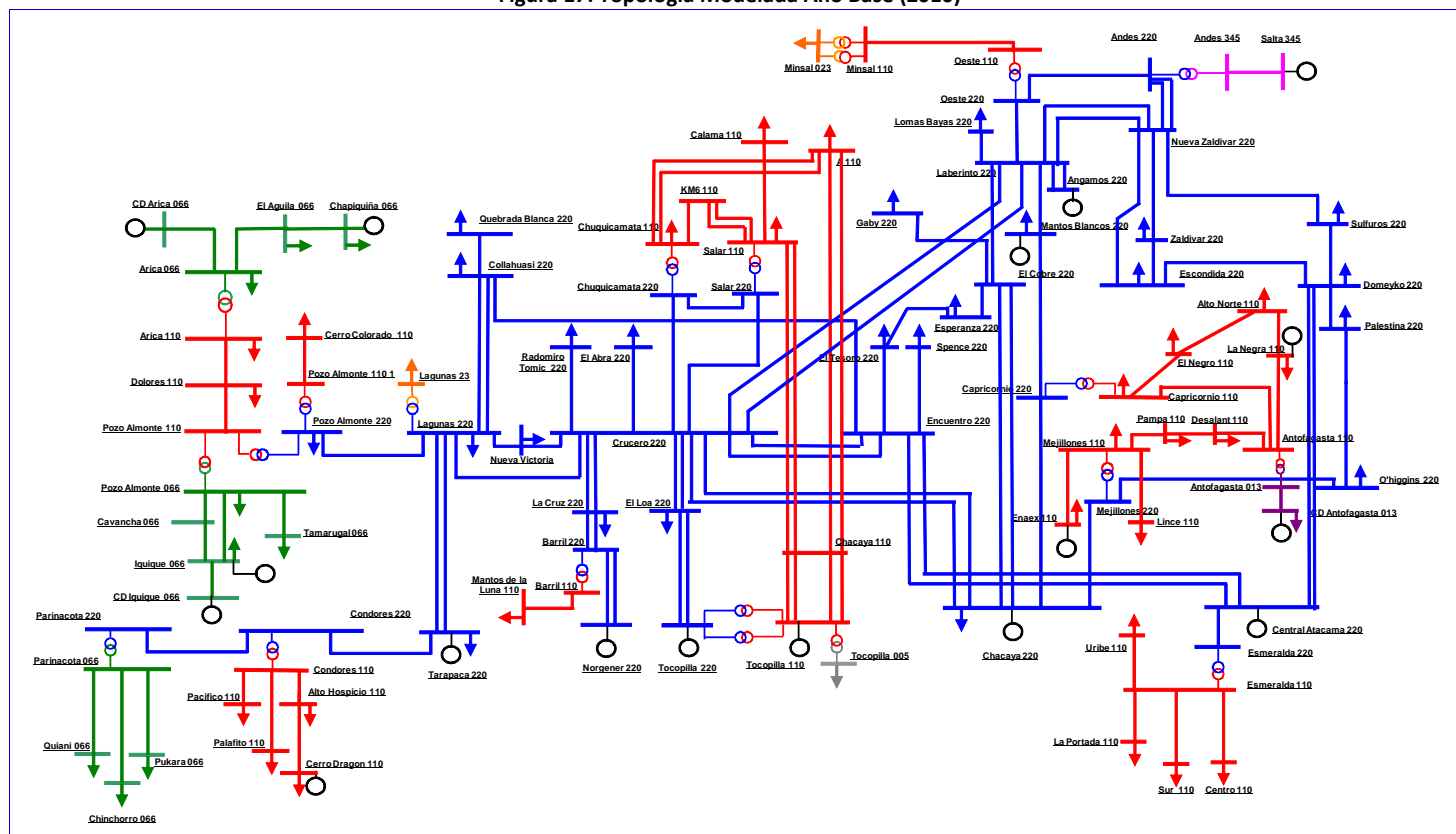 Figura 17: Topología Modelada Año Base (2010)
Andes 220
Andes 345
Salta 345
Minsal 023
Minsal 110
Oeste 110
Oeste 220
Lomas Bayas 220
Calama 110
A 110
Nueva Zaldivar 220
Laberinto 220
Angamos 220
KM6 110
CD Arica 066
El Aguila 066
Chapiquiña 066
Quebrada Blanca 220
Chuquicamata 110
Gaby 220
Mantos Blancos 220
Sulfuros 220
Zaldivar 220
Arica 066
Collahuasi 220
Salar 110
El Cobre 220
Escondida 220
Chuquicamata 220
Salar 220
Domeyko 220
Alto Norte 110
Esperanza 220
Palestina 220
Arica 110
Cerro Colorado 110
Radomiro
Tomic 220
El Abra 220
El Tesoro 220
Spence 220
La Negra 110
El Negro 110
Dolores 110
Pozo Almonte 110 1
Lagunas 23
Capricornio 220
Capricornio 110
Pozo Almonte 110
Pozo Almonte 220
Lagunas 220
Crucero 220
Encuentro 220
Pampa 110
Desalant 110
Mejillones 110
Antofagasta 110
Nueva Victoria
Pozo Almonte 066
O'higgins 220
Antofagasta 013
Cavancha 066
La Cruz 220
El Loa 220
Enaex 110
Mejillones 220
CD Antofagasta 013
Tamarugal 066
Lince 110
Barril 220
Chacaya 110
Iquique 066
Mantos de la
Luna 110
Barril 110
CD Iquique 066
Parinacota 220
Condores 220
Central Atacama 220
Uribe 110
Esmeralda 220
Parinacota 066
Condores 110
Tarapaca 220
Norgener 220
Tocopilla 220
Tocopilla 110
Tocopilla 005
Chacaya 220
Esmeralda 110
Pacifico 110
Alto Hospicio 110
Quiani 066
Pukara 066
Palafito 110
Cerro Dragon 110
La Portada 110
Sur 110
Centro 110
Chinchorro 066